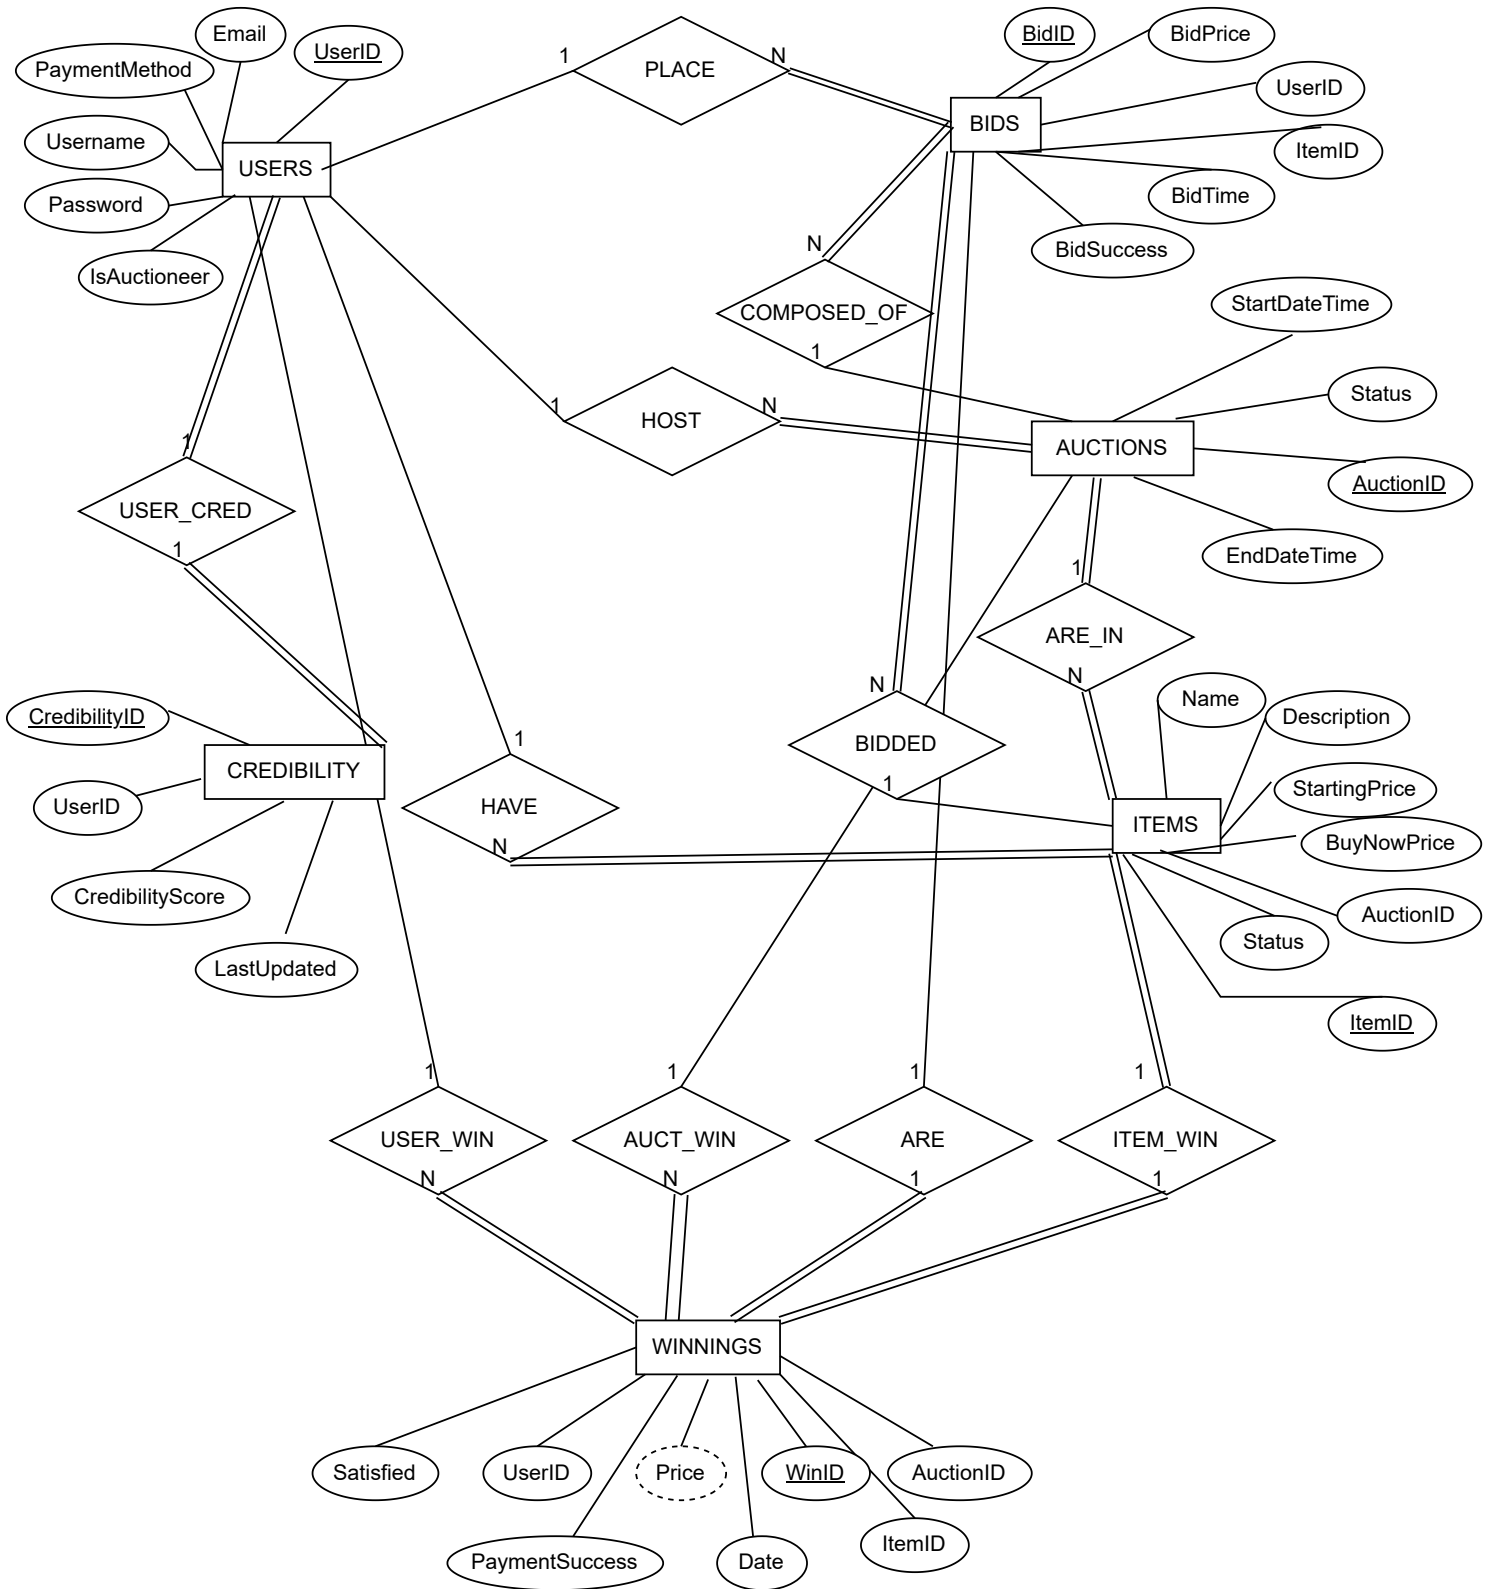 Email
UserID
PaymentMethod
Username
USERS
Password
IsAuctioneer
1
PLACE
N
BidID
BidPrice
UserID
BIDS
ItemID
BidTime
BidSuccess
N
COMPOSED_OF
1
StartDateTime
Status
1
HOST
N
AUCTIONS
AuctionID
EndDateTime
1
USER_CRED
1
1
ARE_IN
N
CredibilityID
CREDIBILITY
UserID
CredibilityScore
LastUpdated
1
HAVE
N
N
BIDDED
1
Name
Description
StartingPrice
ITEMS
BuyNowPrice
AuctionID
Status
ItemID
1
USER_WIN
N
1
AUCT_WIN
N
1
ARE
1
1
ITEM_WIN
1
WINNINGS
Satisfied
UserID
Price
WinID
AuctionID
PaymentSuccess
Date
ItemID